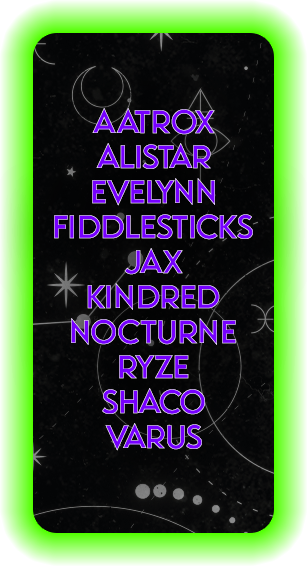 AATROX
ALISTAR
EVELYNN
FIDDLESTICKS
JAX
KINDRED
NOCTURNE
RYZE
SHACO
VARUS